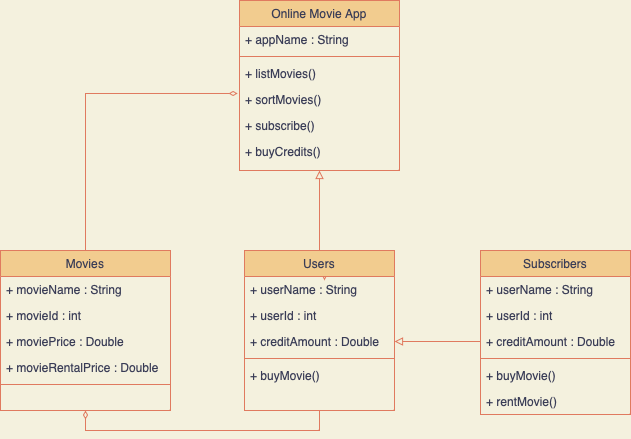 Online Movie App
+ appName : String
+ listMovies()
+ sortMovies()
+ subscribe()
+ buyCredits()
Movies
+ movieName : String
+ movieId : int
+ moviePrice : Double
+ movieRentalPrice : Double
Users
+ userName : String
+ userId : int
+ creditAmount : Double
+ buyMovie()
Subscribers
+ userName : String
+ userId : int
+ creditAmount : Double
+ buyMovie()
+ rentMovie()